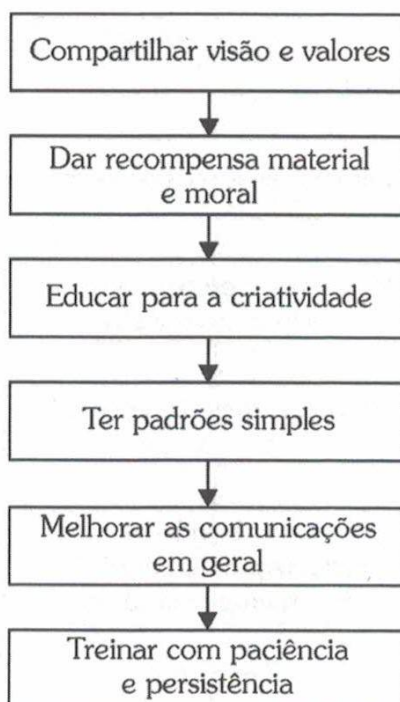 Compartilhar visão e valores
Dar recompensa material
e moral
Educar para a criatividade
Ter padrões simples
Melhorar as comunicações
em geral
Treinar com paciência
e persistência